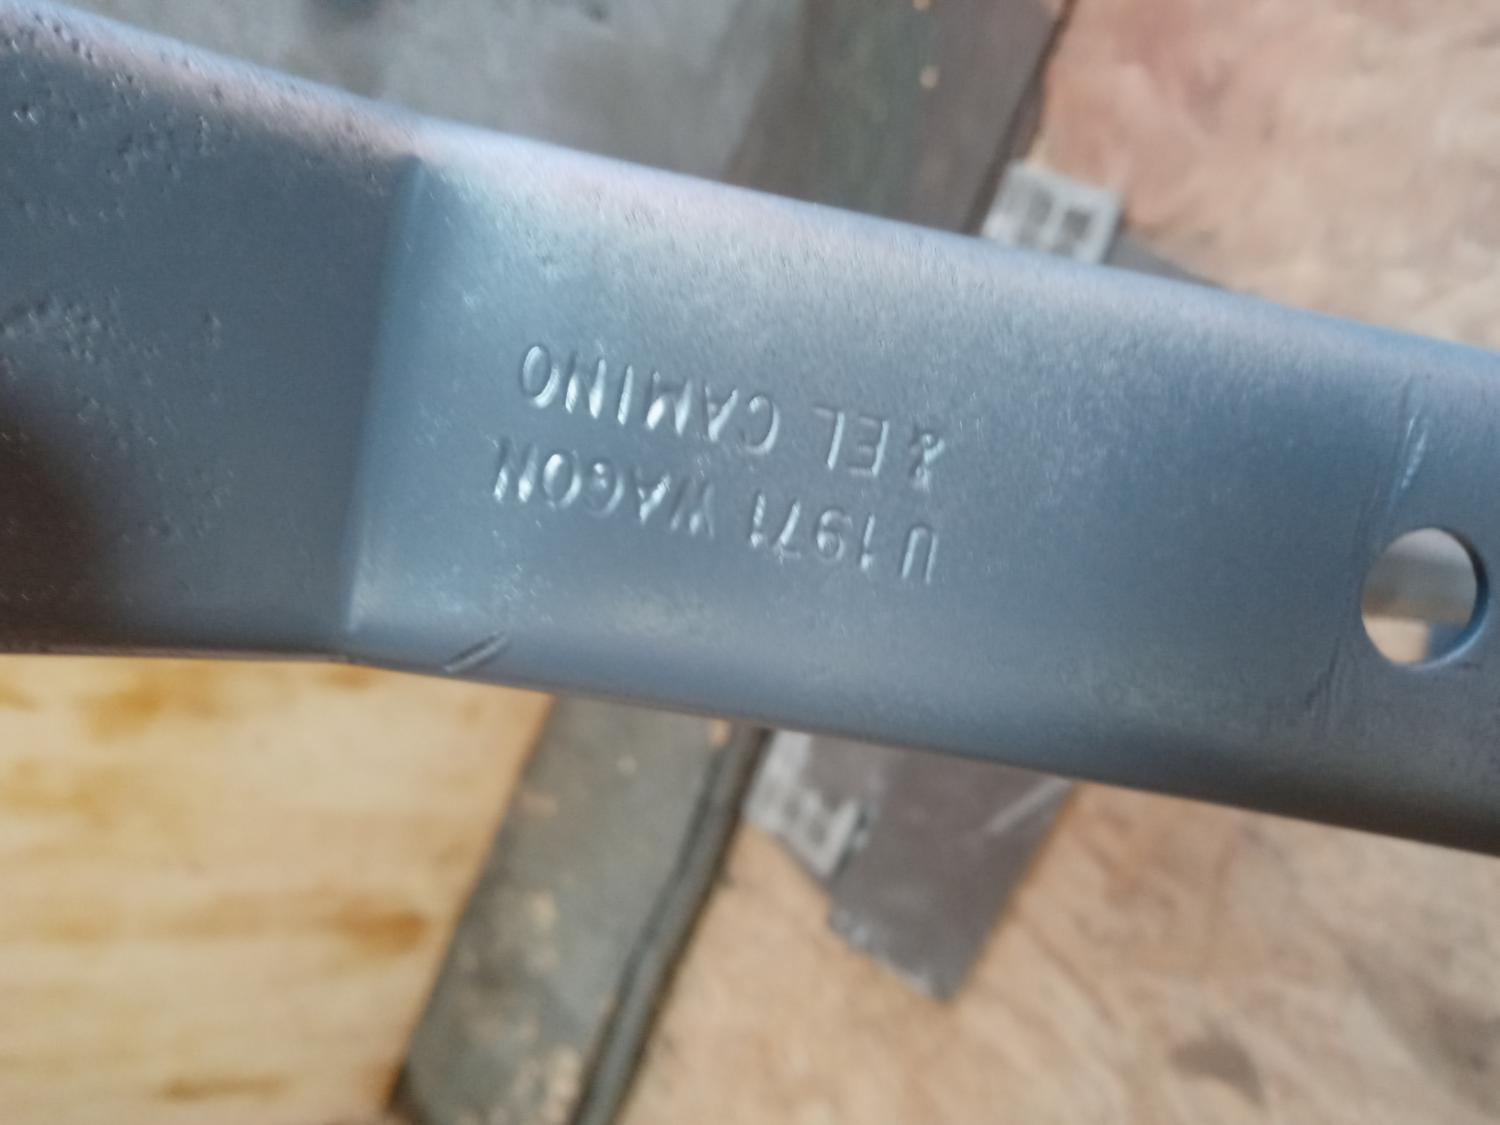 U 1971 WAGON
& EL CAMINO